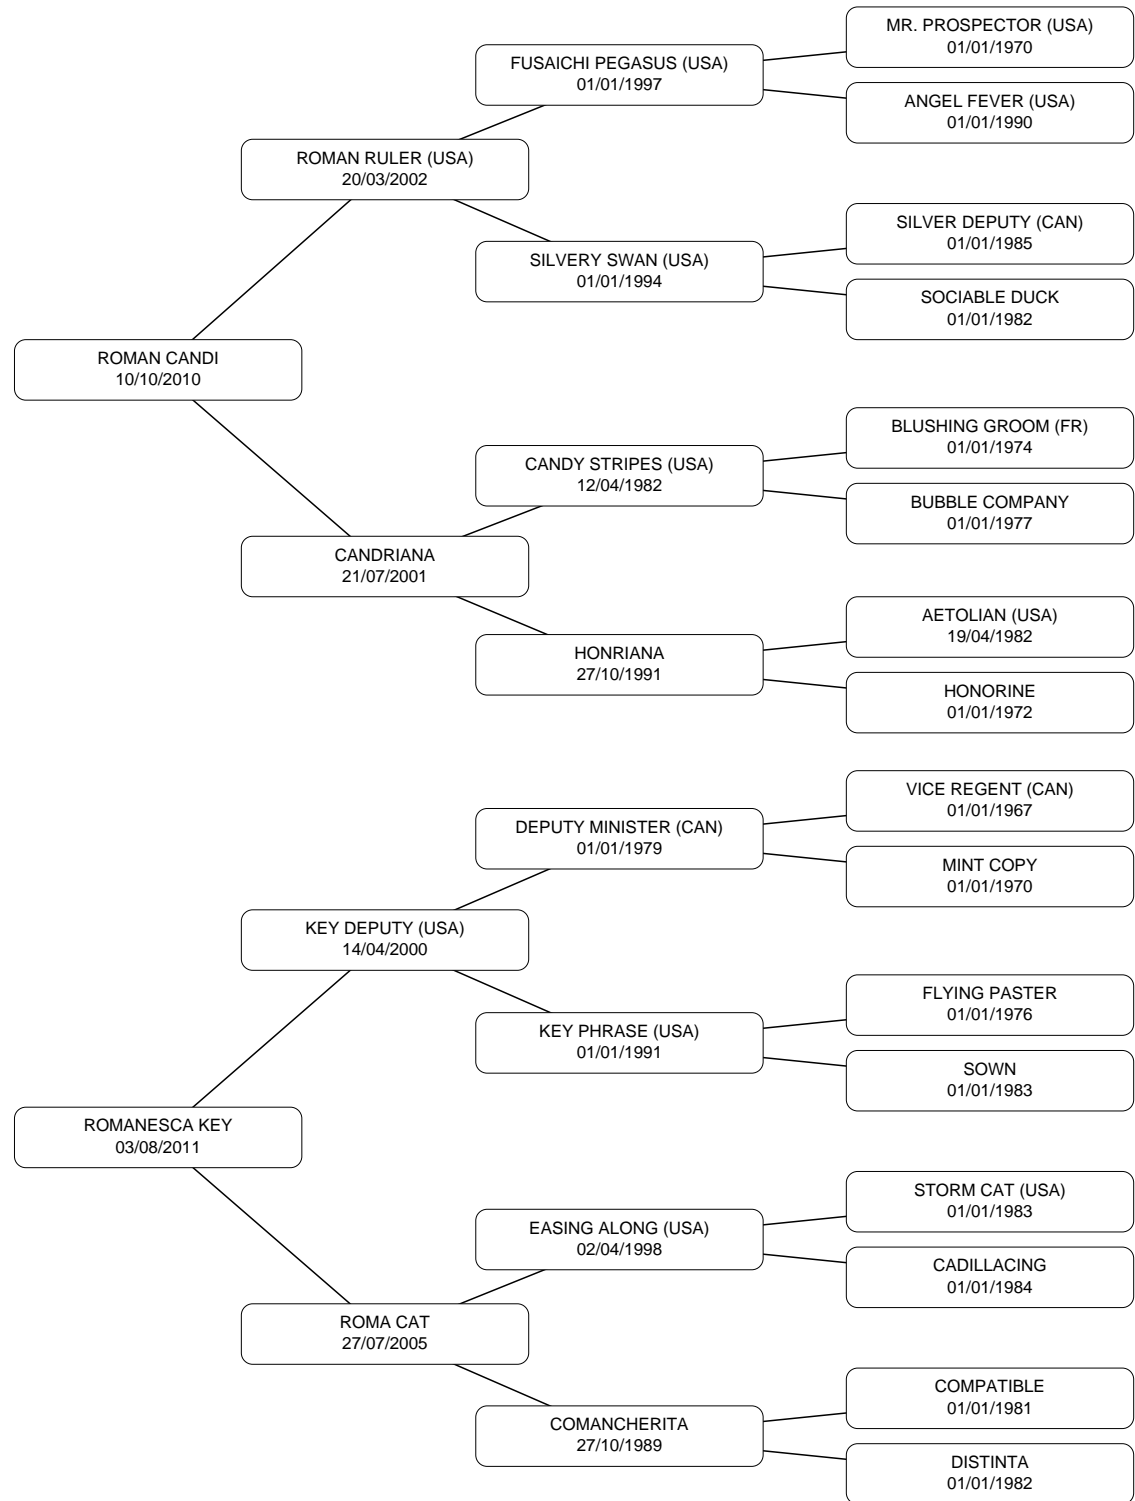 MR. PROSPECTOR (USA)
01/01/1970
FUSAICHI PEGASUS (USA)
01/01/1997
ANGEL FEVER (USA)
01/01/1990
ROMAN RULER (USA)
20/03/2002
SILVER DEPUTY (CAN)
01/01/1985
SILVERY SWAN (USA)
01/01/1994
SOCIABLE DUCK
01/01/1982
ROMAN CANDI
10/10/2010
BLUSHING GROOM (FR)
01/01/1974
CANDY STRIPES (USA)
12/04/1982
BUBBLE COMPANY
01/01/1977
CANDRIANA
21/07/2001
AETOLIAN (USA)
19/04/1982
HONRIANA
27/10/1991
HONORINE
01/01/1972
VICE REGENT (CAN)
01/01/1967
DEPUTY MINISTER (CAN)
01/01/1979
MINT COPY
01/01/1970
KEY DEPUTY (USA)
14/04/2000
FLYING PASTER
01/01/1976
KEY PHRASE (USA)
01/01/1991
SOWN
01/01/1983
ROMANESCA KEY
03/08/2011
STORM CAT (USA)
01/01/1983
EASING ALONG (USA)
02/04/1998
CADILLACING
01/01/1984
ROMA CAT
27/07/2005
COMPATIBLE
01/01/1981
COMANCHERITA
27/10/1989
DISTINTA
01/01/1982